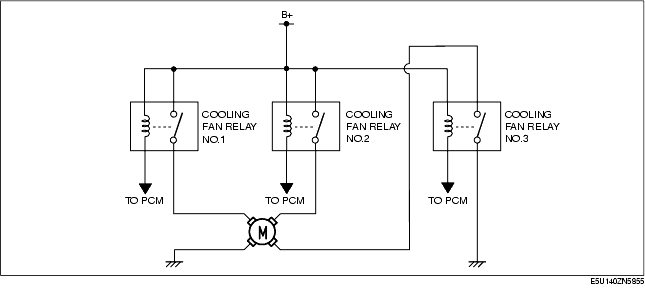 B+
COOLING
FAN RELAY
NO.1
COOLING
FAN RELAY
NO.2
COOLING
FAN RELAY
NO.3
TO PCM
TO PCM
TO PCM
M
E5U140ZN5955